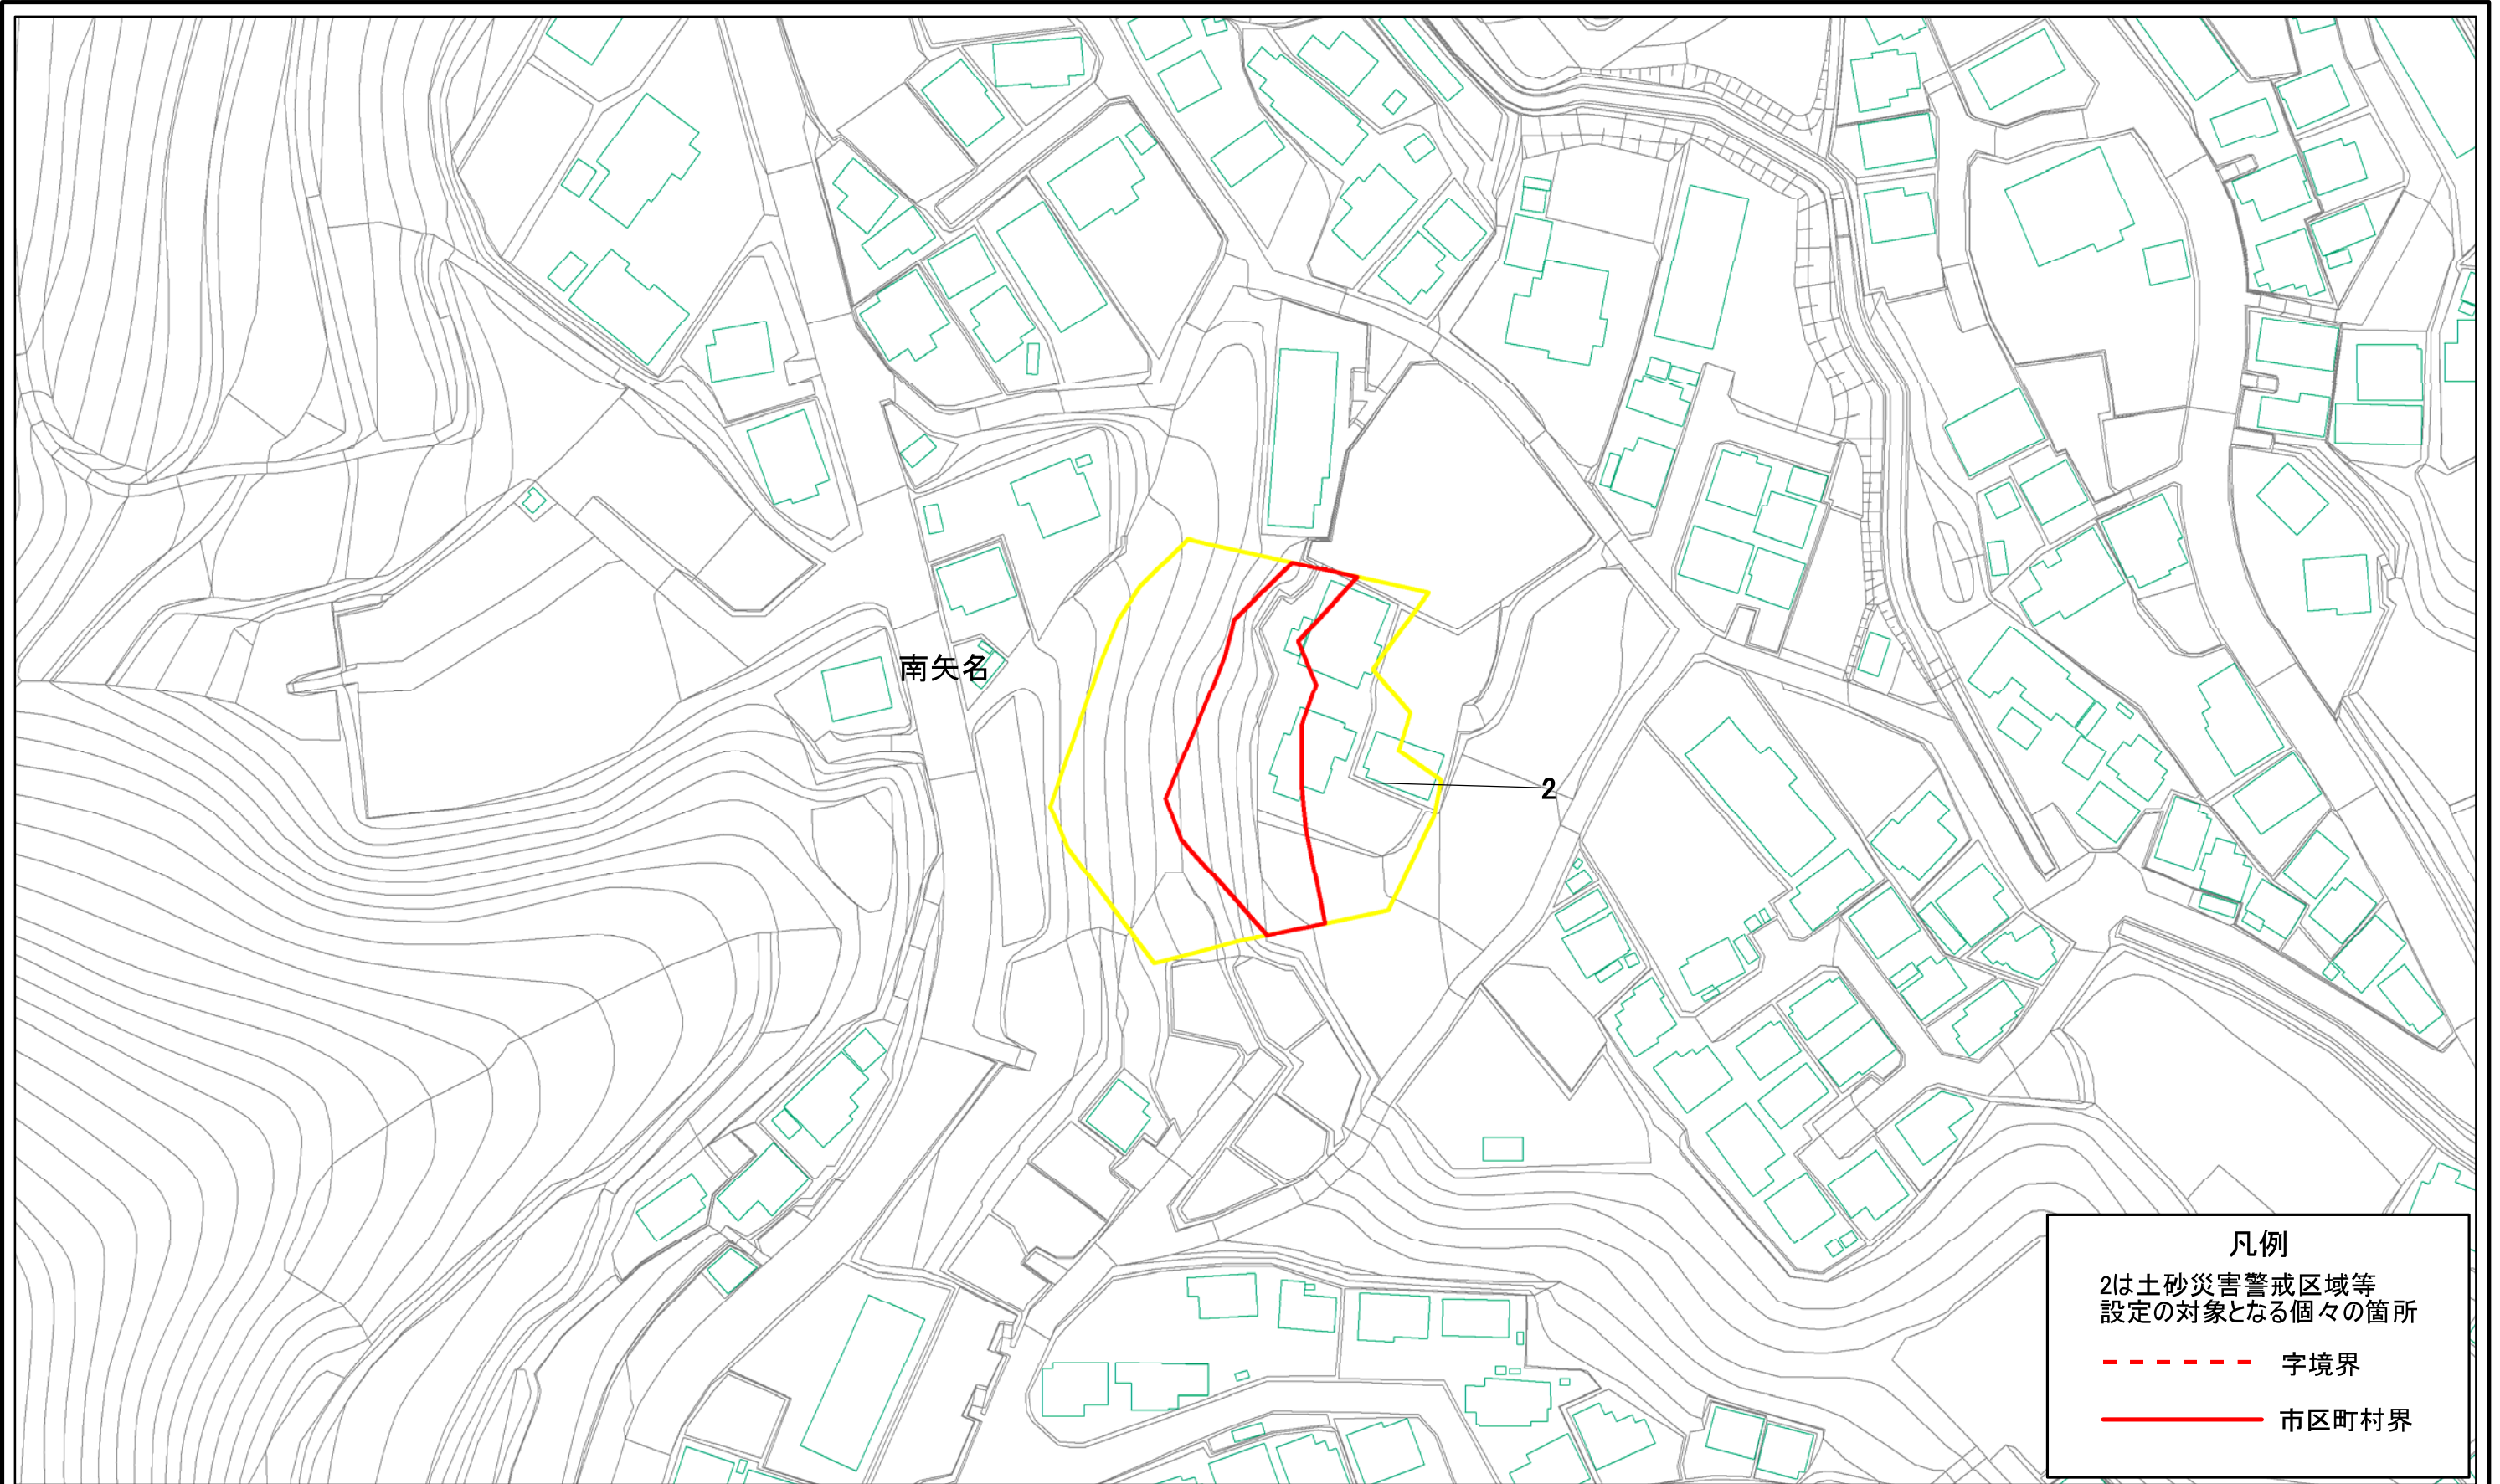 南矢名
2
凡例
2は土砂災害警戒区域等
設定の対象となる個々の箇所
字境界
市区町村界